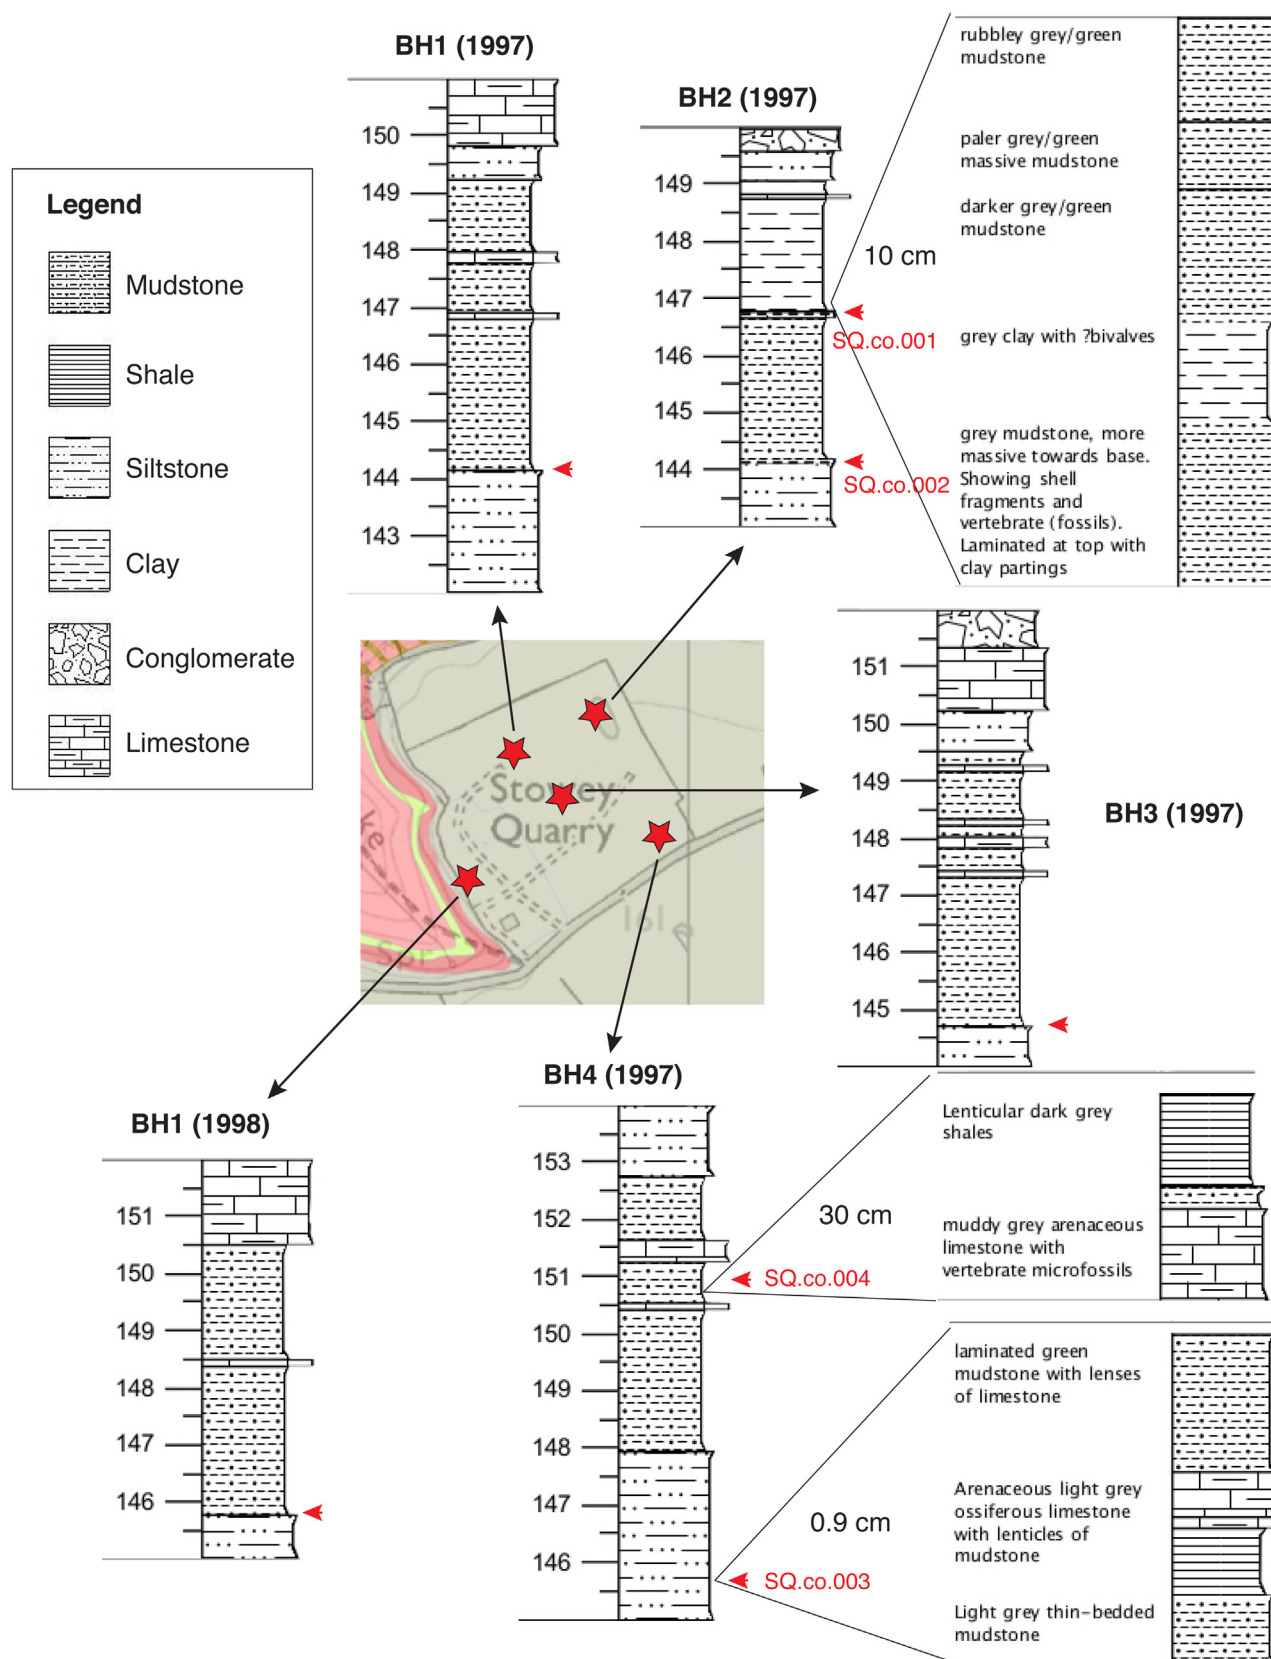 BH1 (1997)
150
149
148
147
146
145
144
143
BH2 (1997)
149
148
147
146
145
144
SQ.co.001
SQ.co.002
10 cm
rubbley grey/green
mudstone
paler grey/green
massive mudstone
darker grey/green
mudstone
grey clay with ?bivalves
grey mudstone, more
massive towards base.
Showing shell
fragments and
vertebrate (fossils).
Laminated at top with
clay partings
Legend
Mudstone
Shale
Siltstone
Clay
Conglomerate
Limestone
Stowey
Quarry
ke
Spr
BH3 (1997)
151
150
149
148
147
146
145
BH1 (1998)
151
150
149
148
147
146
BH4 (1997)
153
152
151
150
149
148
147
146
SQ.co.004
SQ.co.003
30 cm
Lenticular dark grey
shales
muddy grey arenaceous
limestone with
vertebrate microfossils
0.9 cm
laminated green
mudstone with lenses
of limestone
Arenaceous light grey
ossiferous limestone
with lenticles of
mudstone
Light grey thin-bedded
mudstone